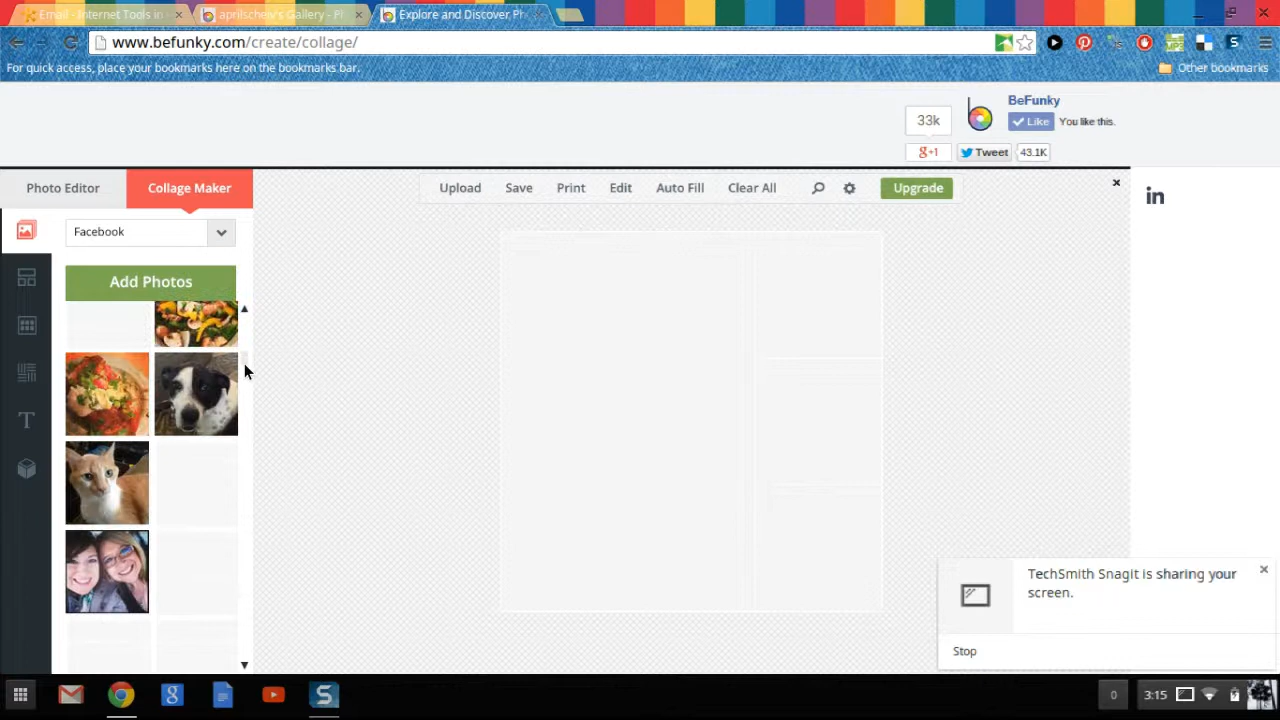 Email - Internet Tools in
aprilschew's Gallery - Pl
Explore and Discover Ph
www.befunky.com/create/collage/
For quick access, place your bookmarks here on the bookmarks bar.
Other bookmarks
33k
BeFunky
Like
You like this.
g+1
Tweet
43.1K
Photo Editor
Collage Maker
Upload
Save
Print
Edit
Auto Fill
Clear All
Upgrade
in
Facebook
Add Photos
T
TechSmith Snagit is sharing your
screen.
Stop
8
S
0
3:15